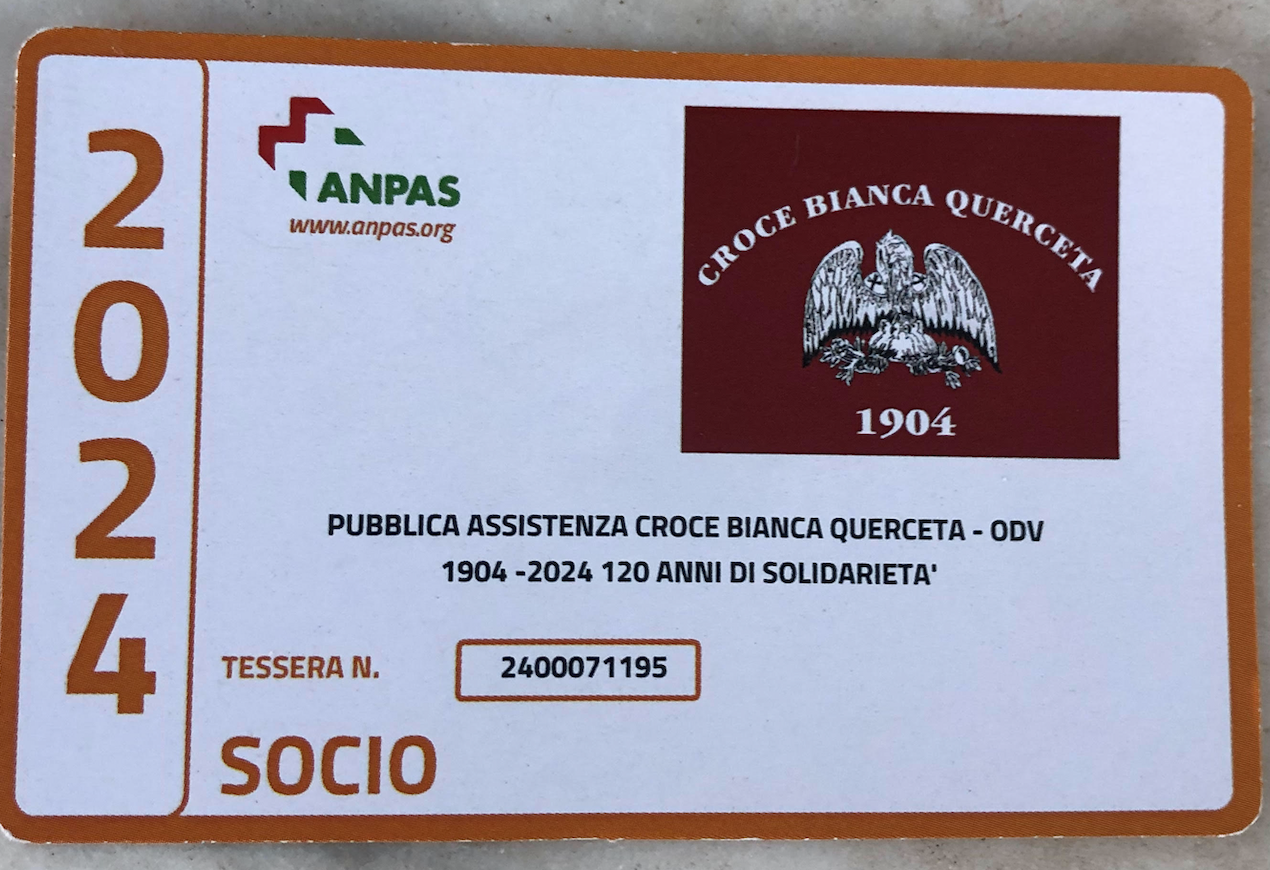 2024
ANPAS
www.anpas.org
CROCE BIANCA QUERCETA
1904
PUBBLICA ASSISTENZA CROCE BIANCA QUERCETA - ODV
1904 -2024 120 ANNI DI SOLIDARIETA'
TESSERA N. 2400071195
SOCIO